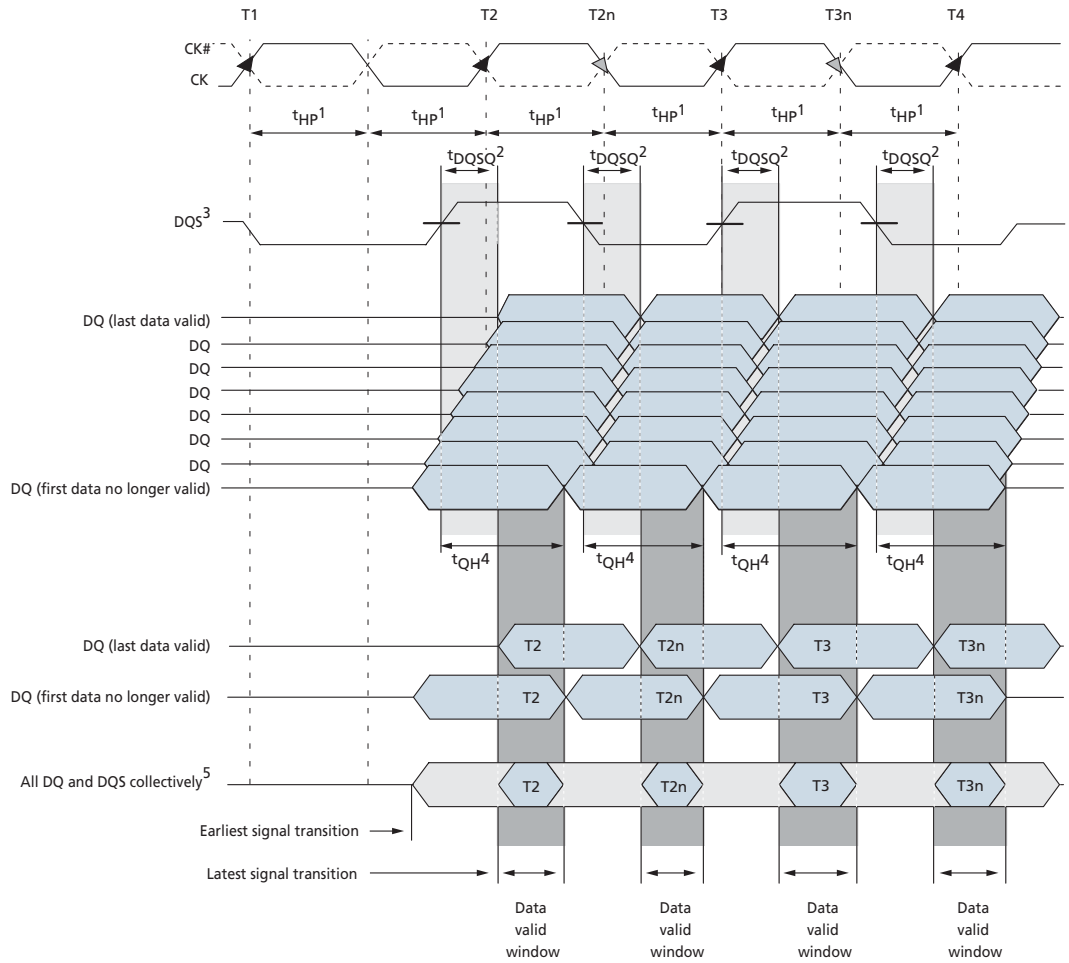 T1 T2 T2n T3 T3n T4
CK#
CK
tHP1 tHP1 tHP1 tHP1 tHP1 tHP1
tDQSQ2 tDQSQ2 tDQSQ2 tDQSQ2
DQS3
DQ (last data valid)
DQ
DQ
DQ
DQ
DQ
DQ
DQ (first data no longer valid)
tQH4 tQH4 tQH4 tQH4
DQ (last data valid) T2 T2n T3 T3n
DQ (first data no longer valid) T2 T2n T3 T3n
All DQ and DQS collectively5 T2 T2n T3 T3n
Earliest signal transition
Latest signal transition
Data Data Data Data
valid valid valid valid
window window window window